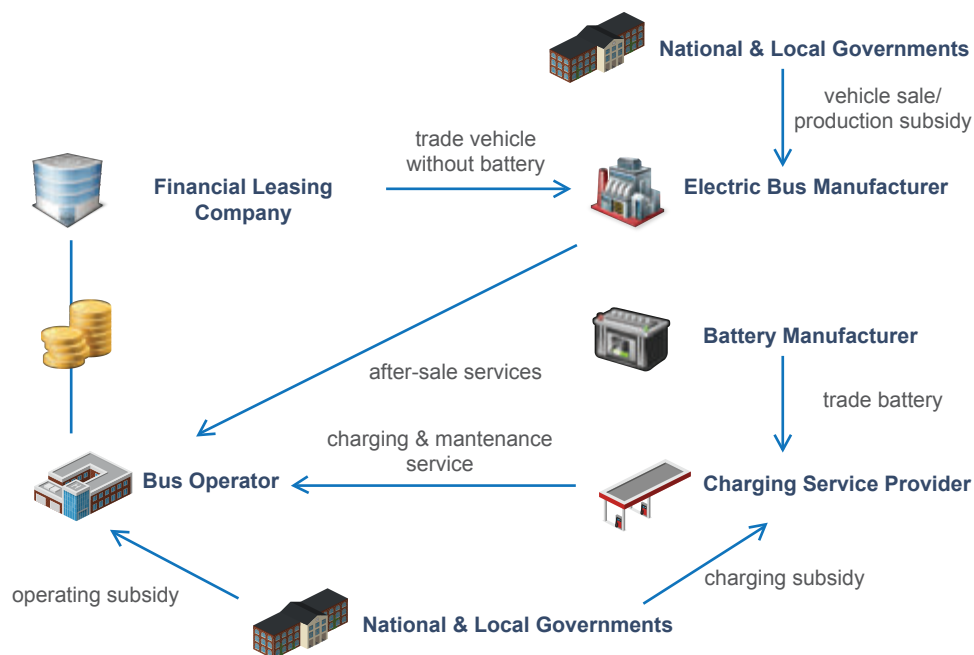 National & Local Governments
vehicle sale/
production subsidy
trade vehicle
without battery
Financial Leasing
Company
Electric Bus Manufacturer
Battery Manufacturer
after-sale services
trade battery
charging & mantenance
service
Bus Operator
Charging Service Provider
operating subsidy
charging subsidy
National & Local Governments